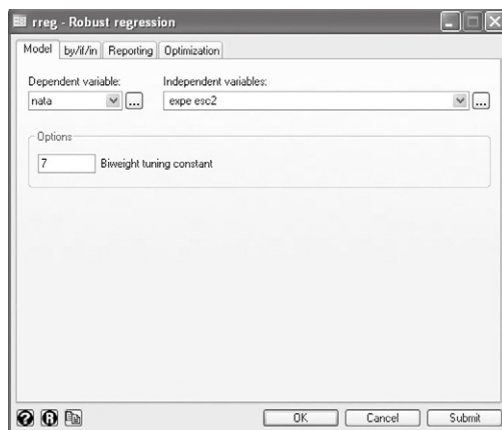 rreg - Robust regression
Model by/if/in Reporting Optimization
Dependent variable: Independent variables:
nata ... expe esc2 ...
Options
7 Biweight tuning constant
? R OK Cancel Submit